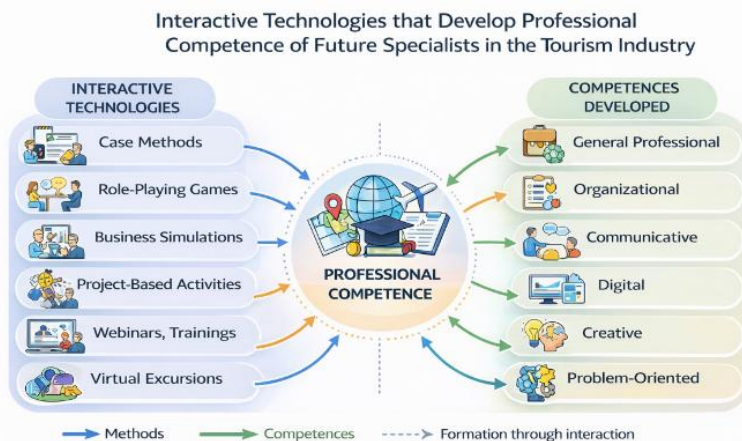 Interactive Technologies that Develop Professional
Competence of Future Specialists in the Tourism Industry
INTERACTIVE
TECHNOLOGIES
Case Methods
Role-Playing Games
Business Simulations
Project-Based Activities
Webinars, Trainings
Virtual Excursions
PROFESSIONAL
COMPETENCE
COMPETENCES
DEVELOPED
General Professional
Organizational
Communicative
Digital
Creative
Problem-Oriented
Methods
Competences
Formation through interaction